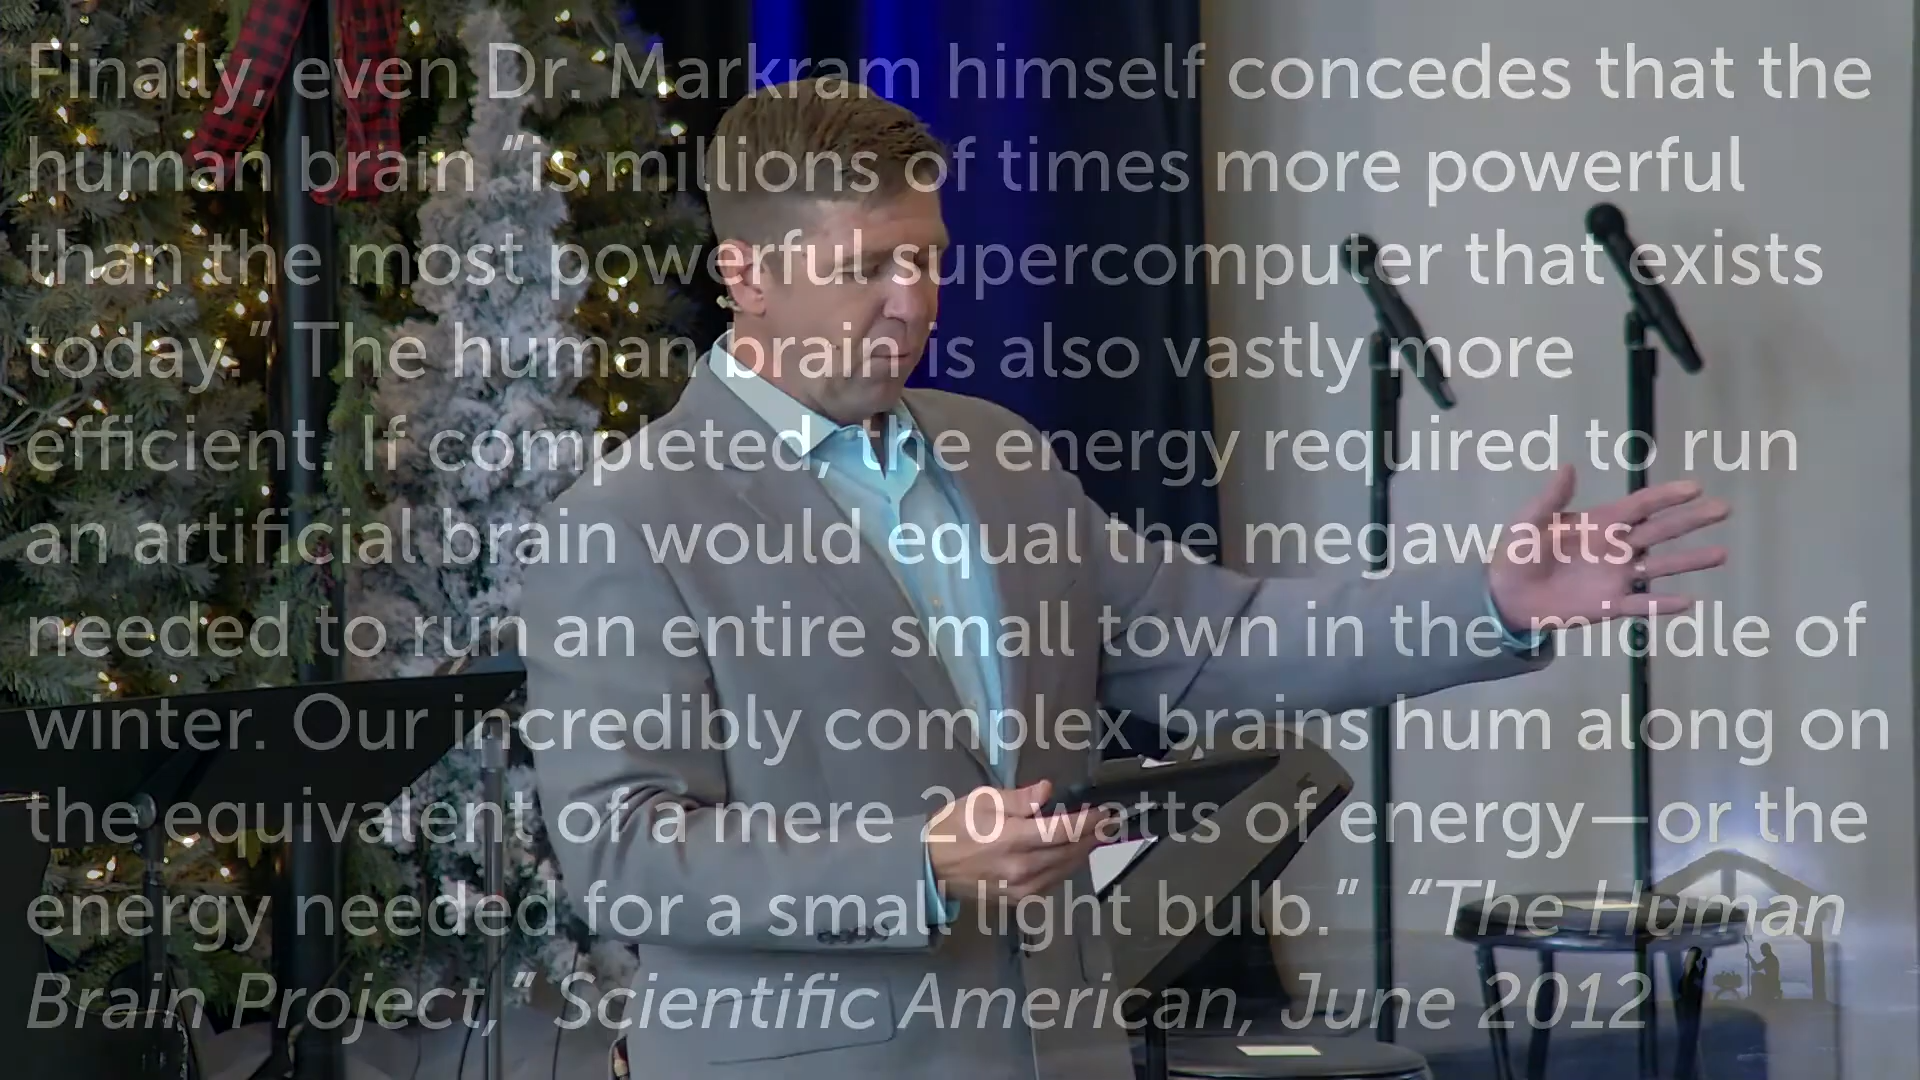 Finally, even Dr. Markram himself concedes that the
human brain “is millions of times more powerful
than the most powerful supercomputer that exists
today.” The human brain is also vastly more
efficient. If completed, the energy required to run
an artificial brain would equal the megawatts
needed to run an entire small town in the middle of
winter. Our incredibly complex brains hum along on
the equivalent of a mere 20 watts of energy—or the
energy needed for a small light bulb.” “The Human
Brain Project,” Scientific American, June 2012